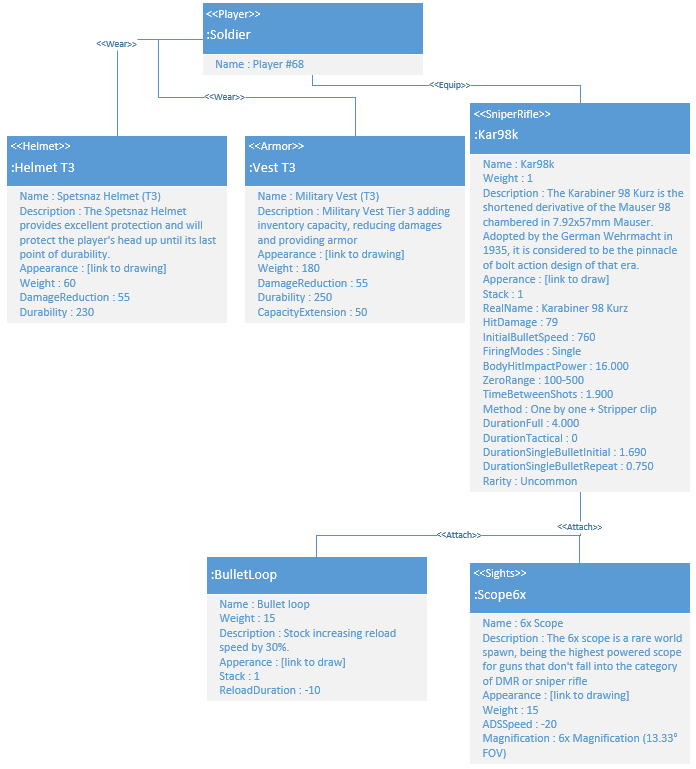 <<Player>>
:Soldier
Name : Player #68
<<Wear>>
<<Wear>>
<<Equip>>
<<Helmet>>
:Helmet T3
Name : Spetsnaz Helmet (T3)
Description : The Spetsnaz Helmet
provides excellent protection and will
protect the player's head up until its last
point of durability.
Appearance : [link to drawing]
Weight : 60
DamageReduction : 55
Durability : 230
<<Armor>>
:Vest T3
Name : Military Vest (T3)
Description : Military Vest Tier 3 adding
inventory capacity, reducing damages
and providing armor
Appearance : [link to drawing]
Weight : 180
DamageReduction : 55
Durability : 250
CapacityExtension : 50
<<SniperRifle>>
:Kar98k
Name : Kar98k
Weight : 1
Description : The Karabiner 98 Kurz is the
shortened derivative of the Mauser 98
chambered in 7.92x57mm Mauser.
Adopted by the German Wehrmacht in
1935, it is considered to be the pinnacle
of bolt action design of that era.
Apperance : [link to draw]
Stack : 1
RealName : Karabiner 98 Kurz
HitDamage : 79
InitialBulletSpeed : 760
FiringModes : Single
BodyHitImpactPower : 16.000
ZeroRange : 100-500
TimeBetweenShots : 1.900
Method : One by one + Stripper clip
DurationFull : 4.000
DurationTactical : 0
DurationSingleBulletInitial : 1.690
DurationSingleBulletRepeat : 0.750
Rarity : Uncommon
<<Attach>>
<<Attach>>
:BulletLoop
Name : Bullet loop
Weight : 15
Description : Stock increasing reload
speed by 30%.
Apperance : [link to draw]
Stack : 1
ReloadDuration : -10
<<Sights>>
:Scope6x
Name : 6x Scope
Description : The 6x scope is a rare world
spawn, being the highest powered scope
for guns that don't fall into the category
of DMR or sniper rifle
Appearance : [link to drawing]
Weight : 15
ADSSpeed : -20
Magnification : 6x Magnification (13.33°
FOV)